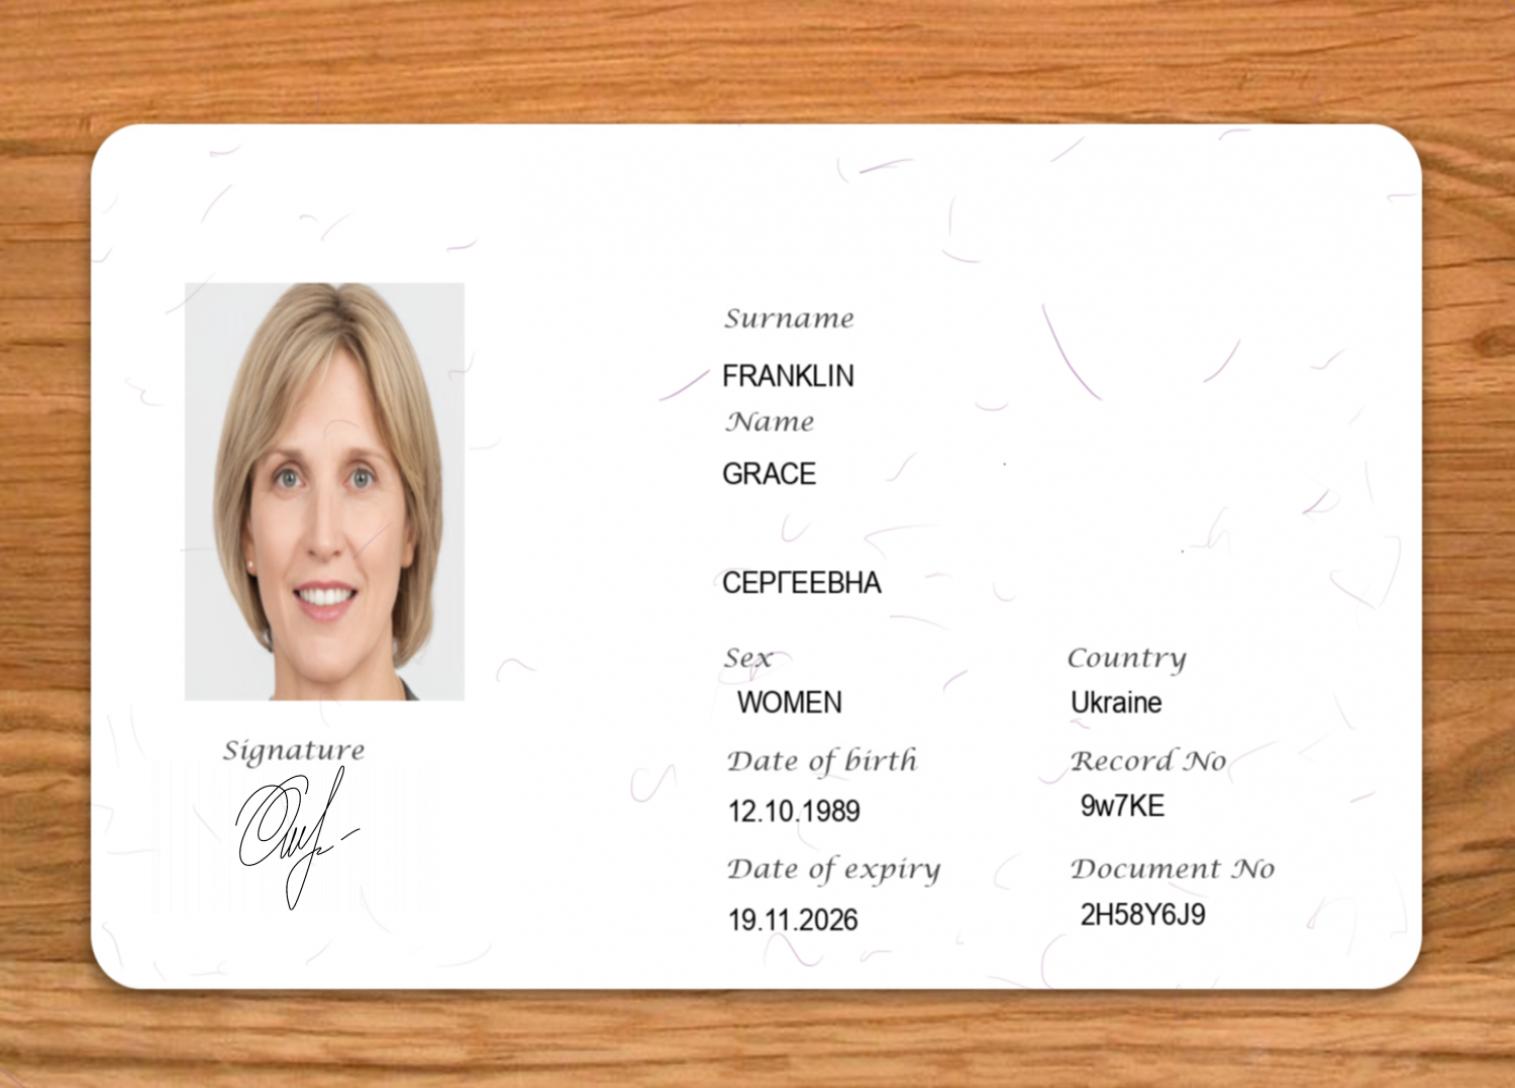 Surname
FRANKLIN
Name
GRACE
СЕРГЕЕВНА
Sex
WOMEN
Country
Ukraine
Date of birth
12.10.1989
Record No
9w7KE
Date of expiry
19.11.2026
Document No
2H58Y6J9
Signature